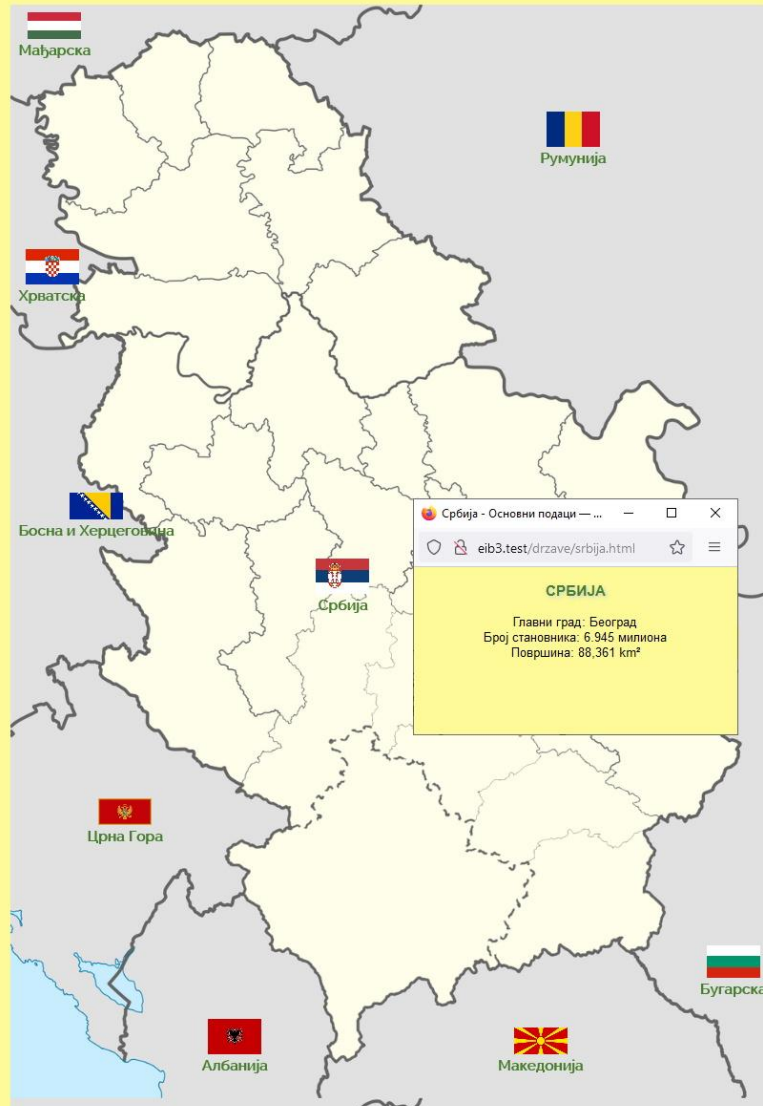 Мађарска
Румунија
Хрватска
Босна и Херцеговина
Србија
Србија - Основни подаци — ...
eib3.test/drzave/srbija.html
СРБИЈА
Главни град: Београд
Број становника: 6.945 милиона
Површина: 88,361 km²
Црна Гора
Бугарска
Албанија
Македонија